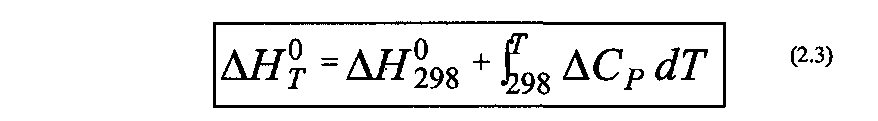 ΔH⁰_T = ΔH⁰_298 + ∫_298^T ΔC_P dT (2.3)